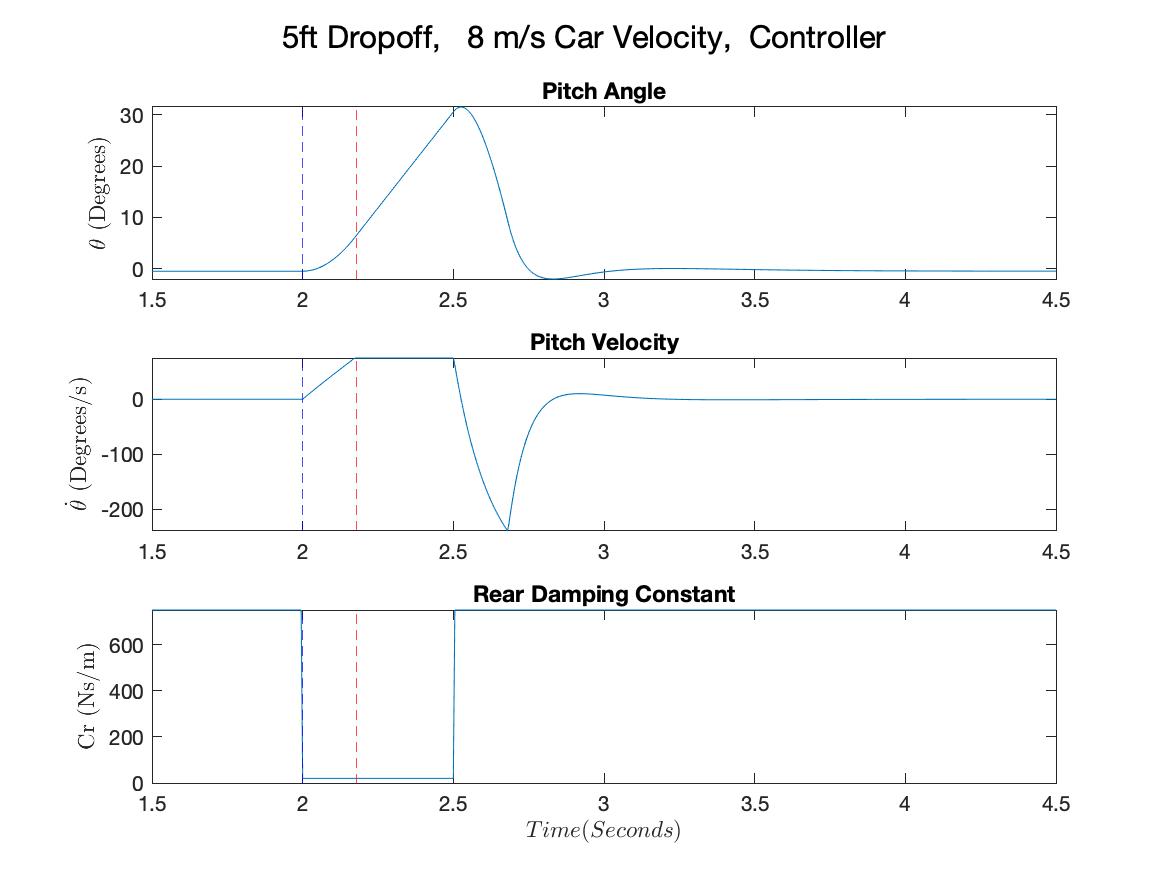 5ft Dropoff, 8 m/s Car Velocity, Controller
Pitch Angle
θ (Degrees)
30
20
10
0
1.5 2 2.5 3 3.5 4 4.5
Pitch Velocity
θ̇ (Degrees/s)
0
-100
-200
1.5 2 2.5 3 3.5 4 4.5
Rear Damping Constant
Cr (Ns/m)
600
400
200
0
1.5 2 2.5 3 3.5 4 4.5
Time(Seconds)